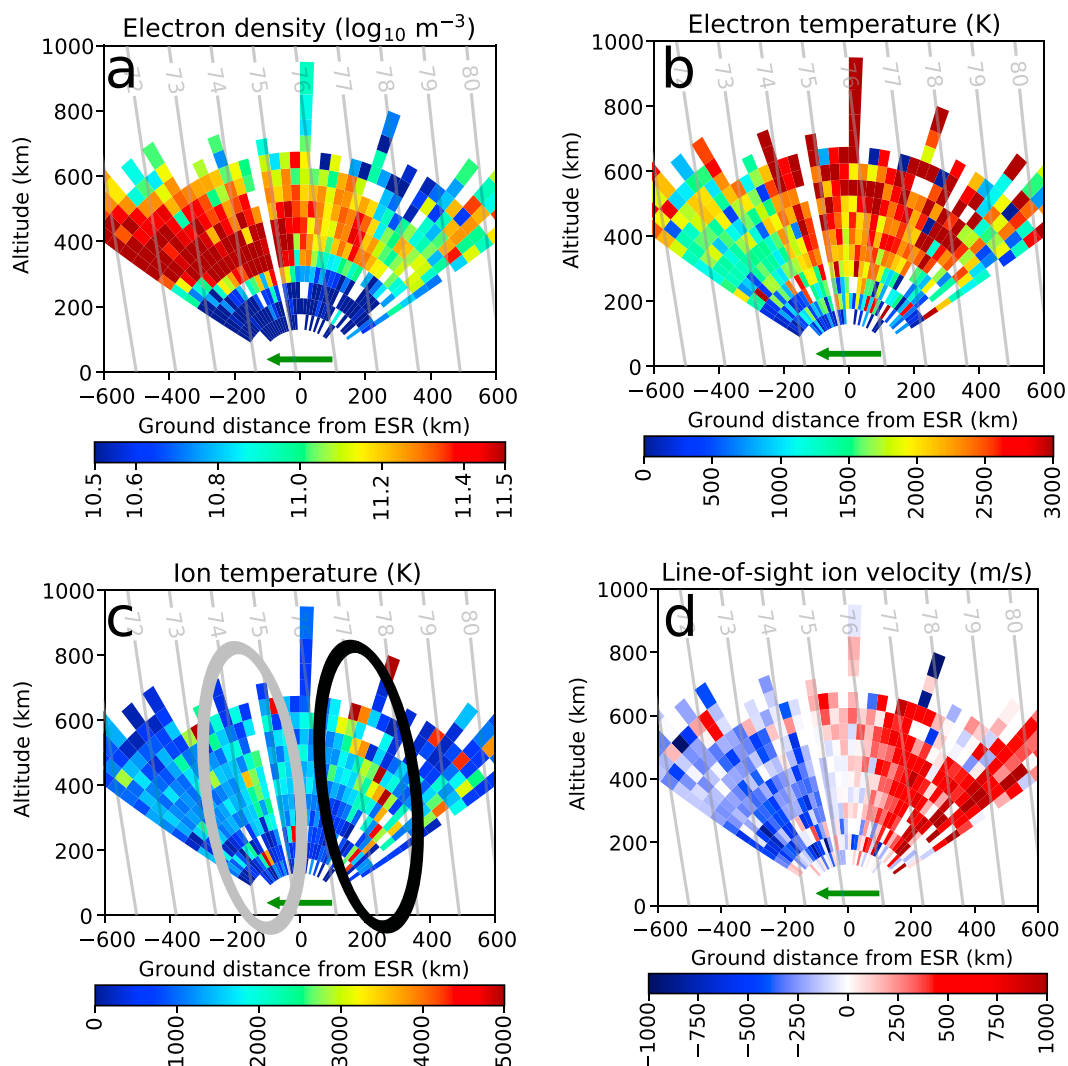 Electron density (log₁₀ m⁻³)
a
1000
800
600
400
200
0
Altitude (km)
72 73 74 75 76 77 78 79 80
−600 −400 −200 0 200 400 600
Ground distance from ESR (km)
10.5 10.6 10.8 11.0 11.2 11.4 11.5
Electron temperature (K)
b
1000
800
600
400
200
0
Altitude (km)
73 74 75 76 77 78 79 80
−600 −400 −200 0 200 400 600
Ground distance from ESR (km)
0 500 1000 1500 2000 2500 3000
Ion temperature (K)
c
1000
800
600
400
200
0
Altitude (km)
72 73 74 75 76 77 78 79 80
−600 −400 −200 0 200 400 600
Ground distance from ESR (km)
0 1000 2000 3000 4000 5000
Line-of-sight ion velocity (m/s)
d
1000
800
600
400
200
0
Altitude (km)
72 73 74 75 76 77 78 79 80
−600 −400 −200 0 200 400 600
Ground distance from ESR (km)
−1000 −750 −500 −250 0 250 500 750 1000